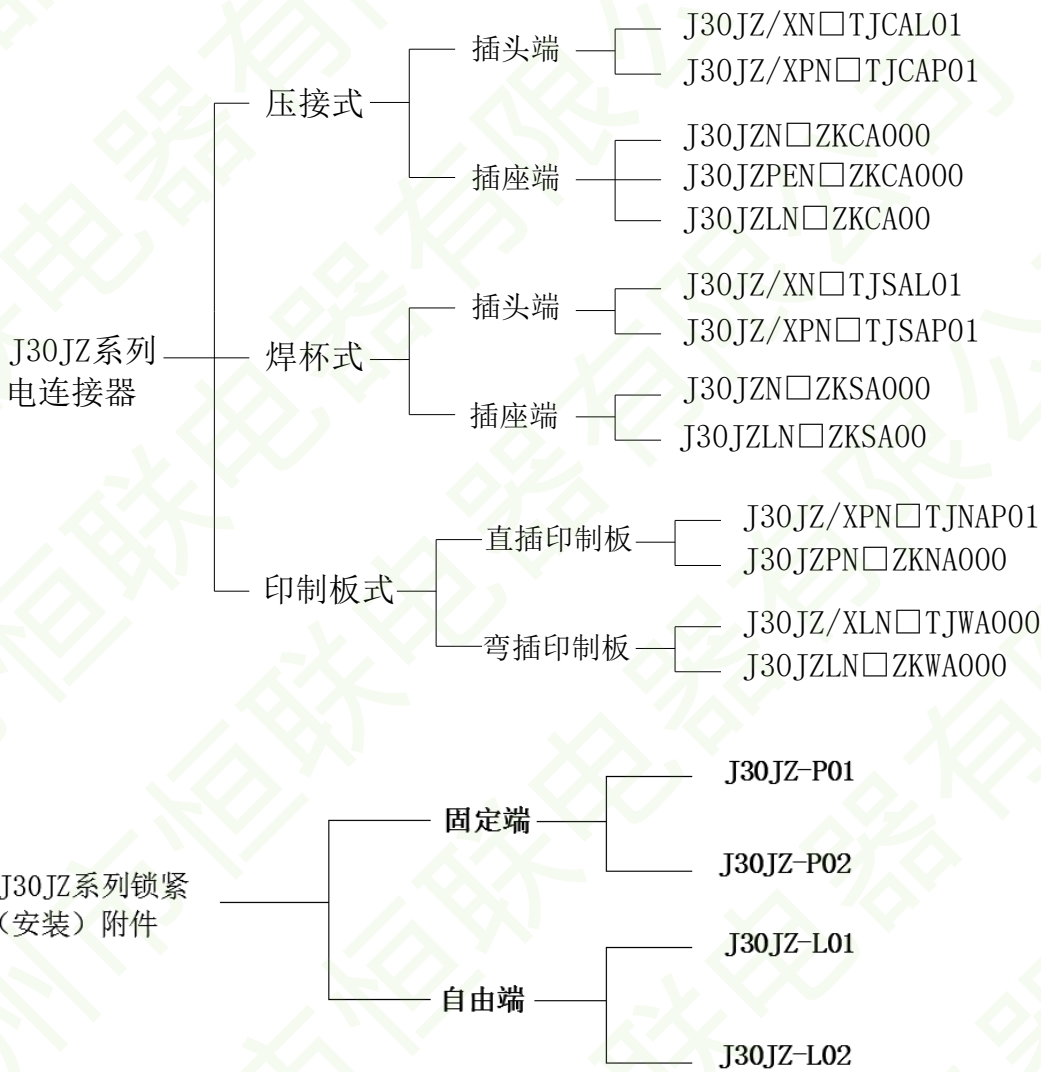 J30JZ系列
电连接器
压接式
插头端
J30JZ/XN□TJCAL01
J30JZ/XPN□TJCAP01
插座端
J30JZN□ZKCA000
J30JZPEN□ZKCA000
J30JZLN□ZKCA00
焊杯式
插头端
J30JZ/XN□TJSAL01
J30JZ/XPN□TJSAP01
插座端
J30JZN□ZKSA000
J30JZLN□ZKSA00
印制板式
直插印制板
J30JZ/XPN□TJNAP01
J30JZPN□ZKNA000
弯插印制板
J30JZ/XLN□TJWA000
J30JZLN□ZKWA000
J30JZ系列锁紧
（安装）附件
固定端
J30JZ-P01
J30JZ-P02
自由端
J30JZ-L01
J30JZ-L02